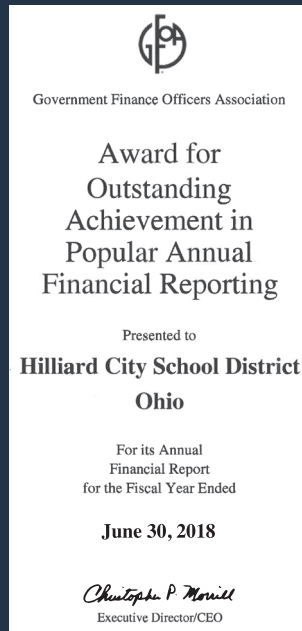 GFOA
Government Finance Officers Association
Award for
Outstanding
Achievement in
Popular Annual
Financial Reporting
Presented to
Hilliard City School District
Ohio
For its Annual
Financial Report
for the Fiscal Year Ended
June 30, 2018
Christopher P. Morrill
Executive Director/CEO